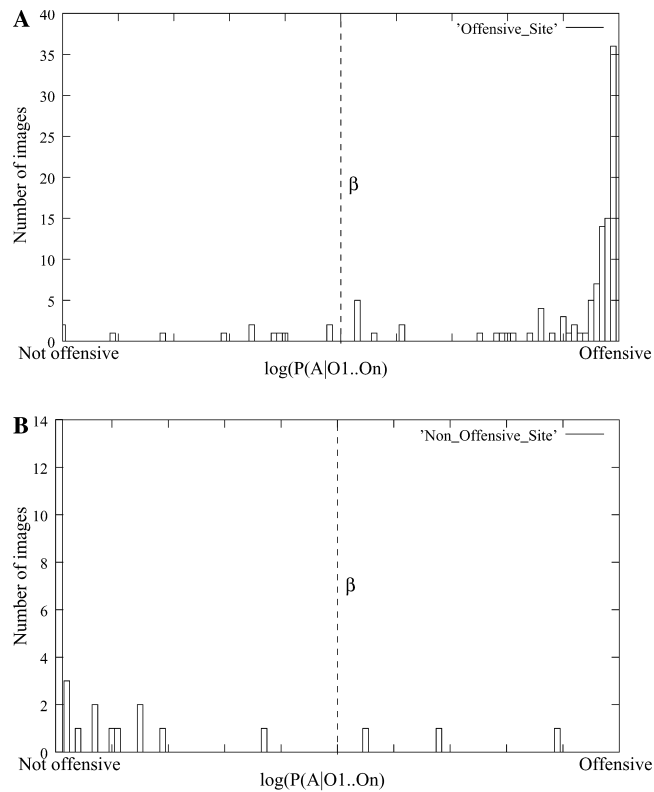 A
40
'Offensive_Site'
35
30
25
20
15
10
5
0
Number of images
β
Not offensive
Offensive
log(P(A|O1..On)
B
14
'Non_Offensive_Site'
12
10
8
6
4
2
0
Number of images
β
Not offensive
Offensive
log(P(A|O1..On)